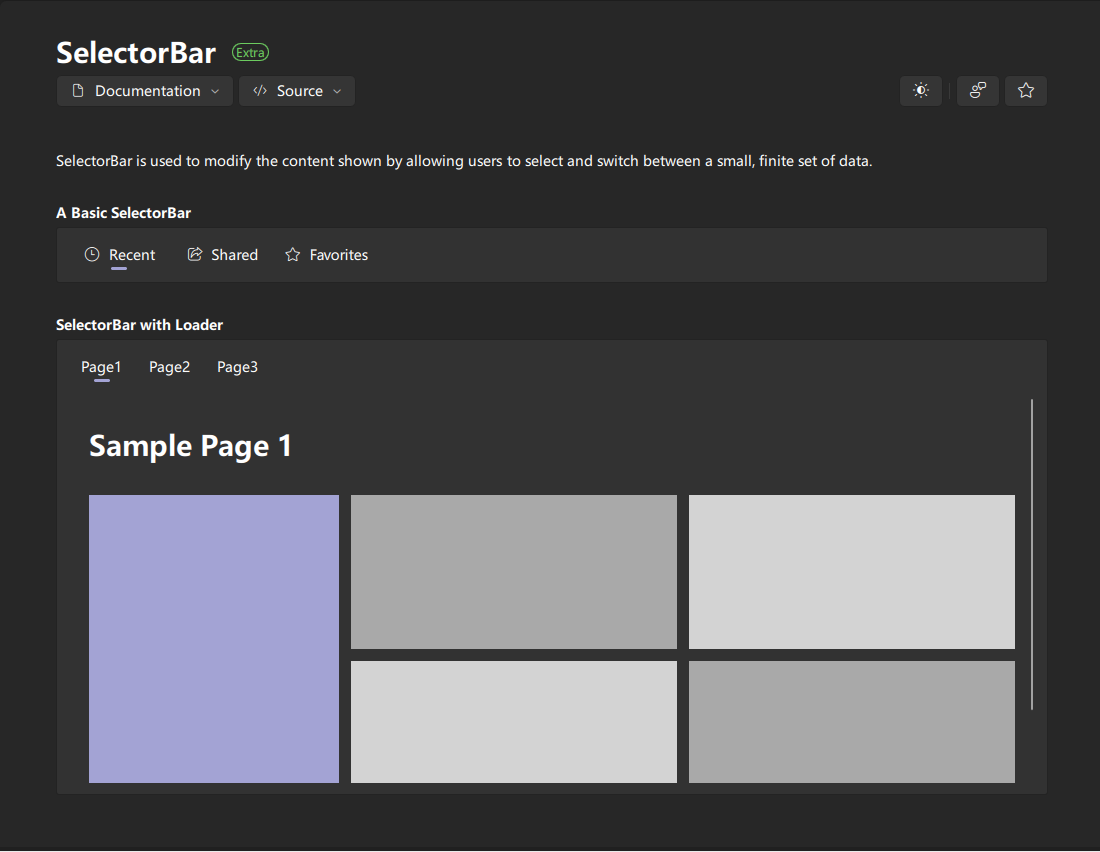 SelectorBar Extra
Documentation Source
SelectorBar is used to modify the content shown by allowing users to select and switch between a small, finite set of data.
A Basic SelectorBar
Recent Shared Favorites
SelectorBar with Loader
Page1 Page2 Page3
Sample Page 1